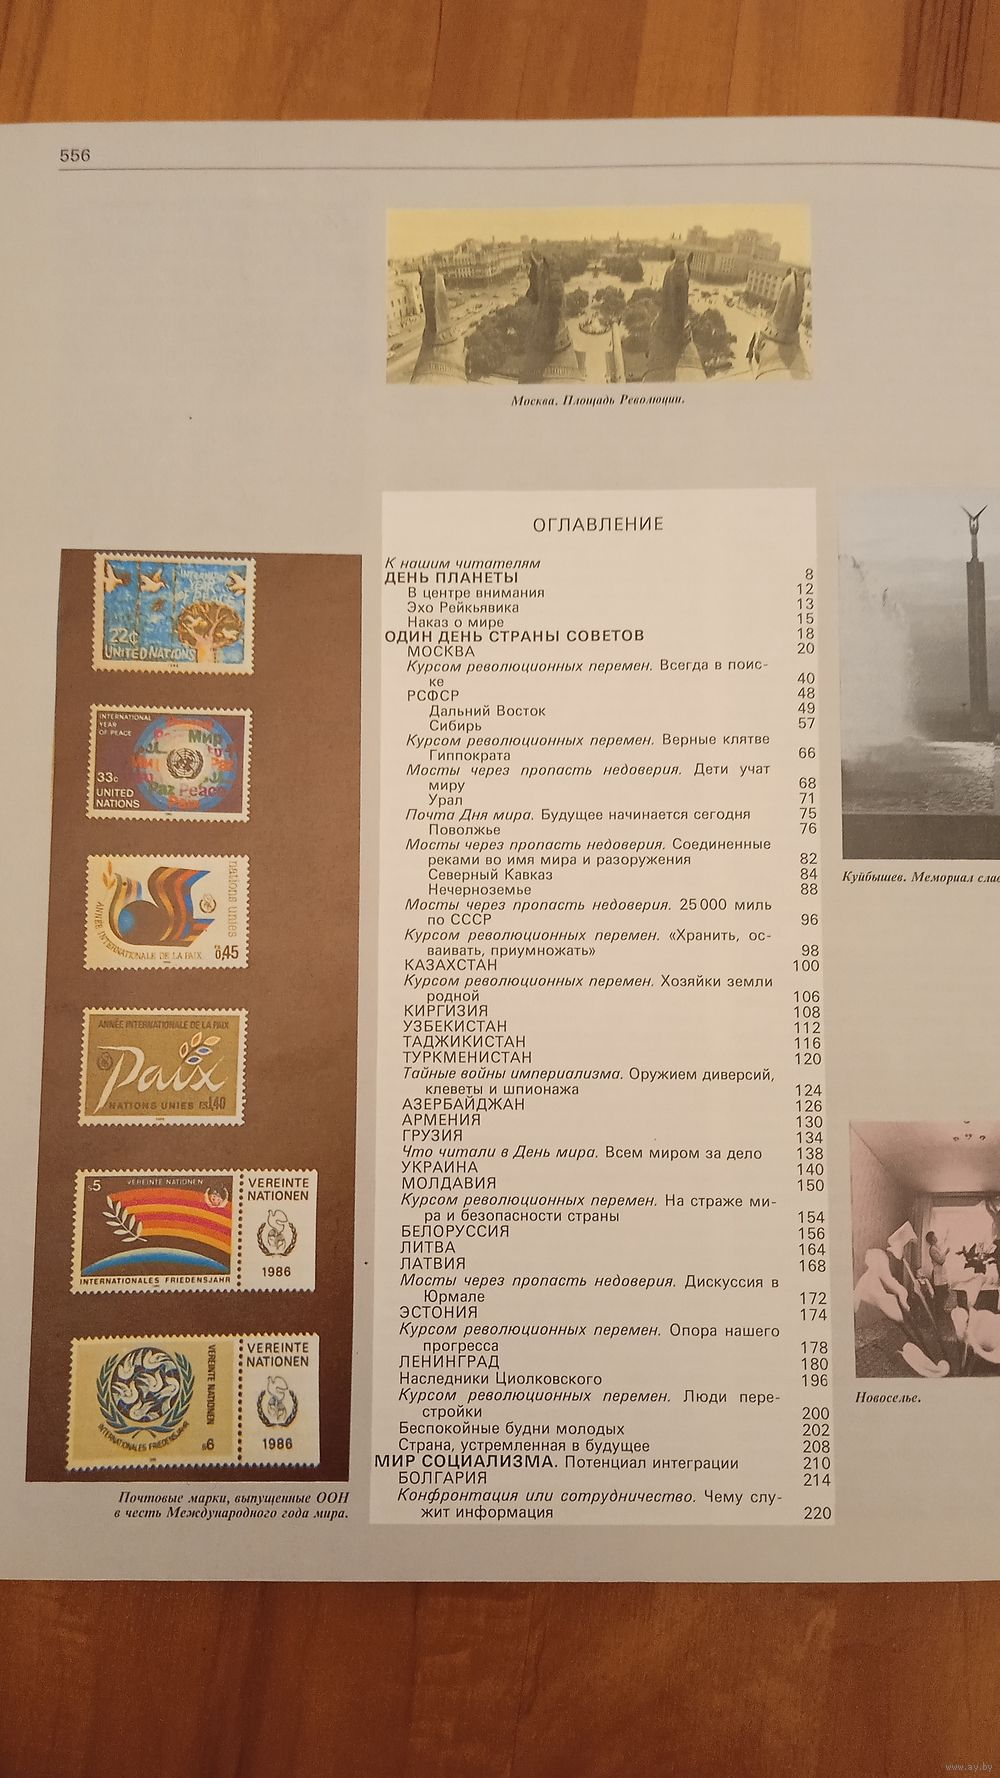 556
Москва. Площадь Революции.
ОГЛАВЛЕНИЕ
К нашим читателям
ДЕНЬ ПЛАНЕТЫ 8
В центре внимания 12
Эхо Рейкьявика 13
Наказ о мире 15
ОДИН ДЕНЬ СТРАНЫ СОВЕТОВ 18
МОСКВА 20
Курсом революционных перемен. Всегда в поис-
ке 40
РСФСР 48
Дальний Восток 49
Сибирь 57
Курсом революционных перемен. Верные клятве
Гиппократа 66
Мосты через пропасть недоверия. Дети учат
миру 68
Урал 71
Почта Дня мира. Будущее начинается сегодня 75
Поволжье 76
Мосты через пропасть недоверия. Соединенные
реками во имя мира и разоружения 82
Северный Кавказ 84
Нечерноземье 88
Мосты через пропасть недоверия. 25 000 миль
по СССР 96
Курсом революционных перемен. «Хранить, ос-
ваивать, приумножать» 98
КАЗАХСТАН 100
Курсом революционных перемен. Хозяйки земли
родной 106
КИРГИЗИЯ 108
УЗБЕКИСТАН 112
ТАДЖИКИСТАН 116
ТУРКМЕНИСТАН 120
Тайные войны империализма. Оружием диверсий,
клеветы и шпионажа 124
АЗЕРБАЙДЖАН 126
АРМЕНИЯ 130
ГРУЗИЯ 134
Что читали в День мира. Всем миром за дело 138
УКРАИНА 140
МОЛДАВИЯ 150
Курсом революционных перемен. На страже ми-
ра и безопасности страны 154
БЕЛОРУССИЯ 156
ЛИТВА 164
ЛАТВИЯ 168
Мосты через пропасть недоверия. Дискуссия в
Юрмале 172
ЭСТОНИЯ 174
Курсом революционных перемен. Опора нашего
прогресса 178
ЛЕНИНГРАД 180
Наследники Циолковского 196
Курсом революционных перемен. Люди пере-
стройки 200
Беспокойные будни молодых 202
Страна, устремленная в будущее 208
МИР СОЦИАЛИЗМА. Потенциал интеграции 210
БОЛГАРИЯ 214
Конфронтация или сотрудничество. Чему слу-
жит информация 220
22¢
UNITED NATIONS
INTERNATIONAL
YEAR
OF PEACE
Мир
Paz Peace
33c
UNITED
NATIONS
nations unies
ANNÉE INTERNATIONALE DE LA PAIX
0,45
ANNÉE INTERNATIONALE DE LA PAIX
Paix
NATIONS UNIES F.S.1,40
S5
VEREINTE NATIONEN
INTERNATIONALES FRIEDENSJAHR
VEREINTE
NATIONEN
1986
VEREINTE NATIONEN
INTERNATIONALES FRIEDENSJAHR
S6
VEREINTE
NATIONEN
1986
Почтовые марки, выпущенные ООН
в честь Международного года мира.
Куйбышев. Мемориал слав
Новоселье.
www.ay.by